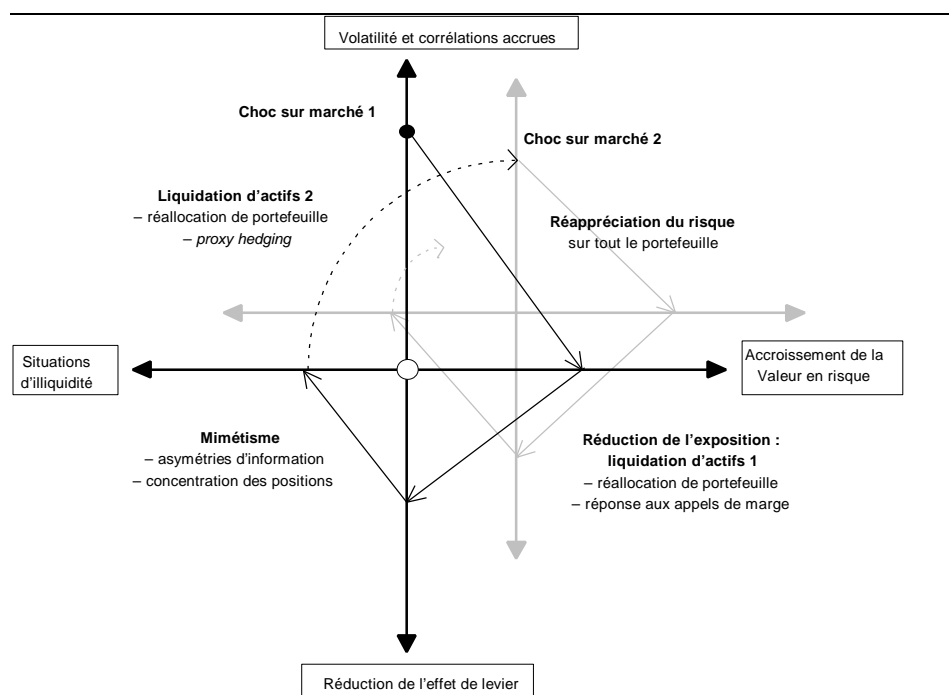 Volatilité et corrélations accrues
Choc sur marché 1
Choc sur marché 2
Liquidation d'actifs 2
– réallocation de portefeuille
– proxy hedging
Réappréciation du risque
sur tout le portefeuille
Situations
d'illiquidité
Accroissement de la
Valeur en risque
Mimétisme
– asymétries d'information
– concentration des positions
Réduction de l'exposition :
liquidation d'actifs 1
– réallocation de portefeuille
– réponse aux appels de marge
Réduction de l'effet de levier